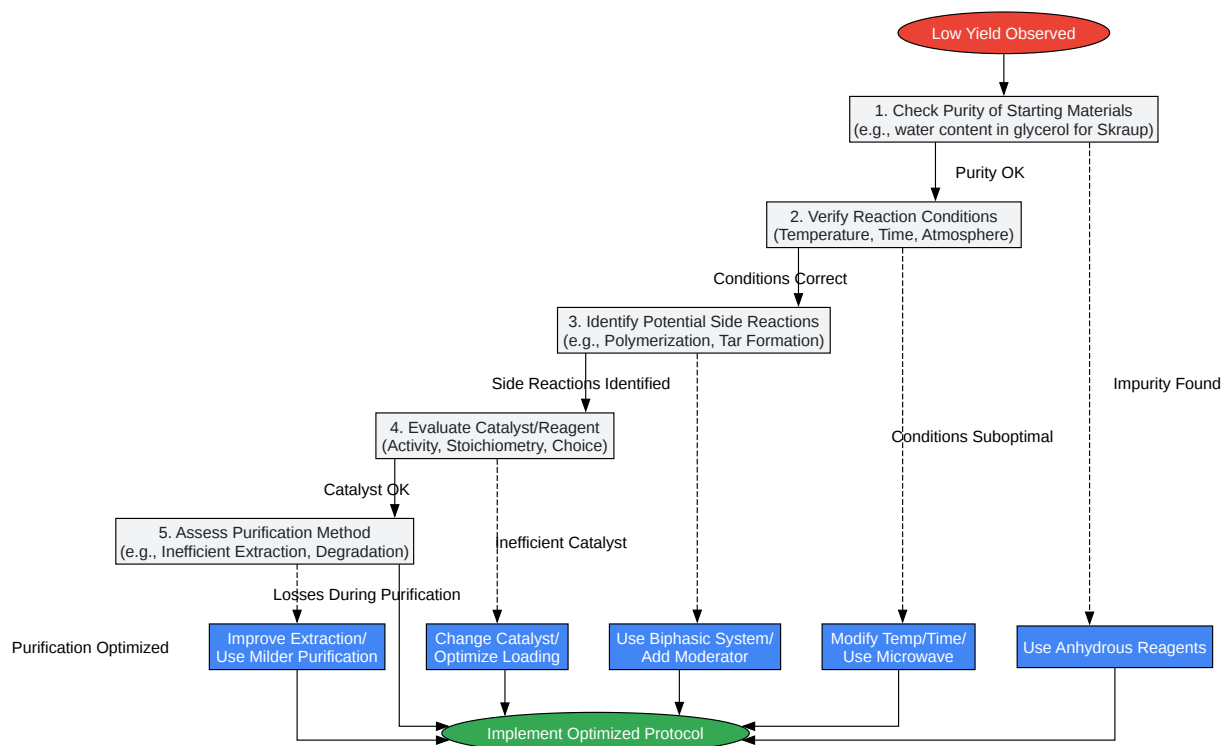 Low Yield Observed
1. Check Purity of Starting Materials
(e.g., water content in glycerol for Skraup)
Purity OK
2. Verify Reaction Conditions
(Temperature, Time, Atmosphere)
Conditions Correct
3. Identify Potential Side Reactions
(e.g., Polymerization, Tar Formation)
Side Reactions Identified
Impurity Found
4. Evaluate Catalyst/Reagent
(Activity, Stoichiometry, Choice)
Conditions Suboptimal
Catalyst OK
5. Assess Purification Method
(e.g., Inefficient Extraction, Degradation)
Inefficient Catalyst
Losses During Purification
Purification Optimized
Improve Extraction/
Use Milder Purification
Change Catalyst/
Optimize Loading
Use Biphasic System/
Add Moderator
Modify Temp/Time/
Use Microwave
Use Anhydrous Reagents
Implement Optimized Protocol